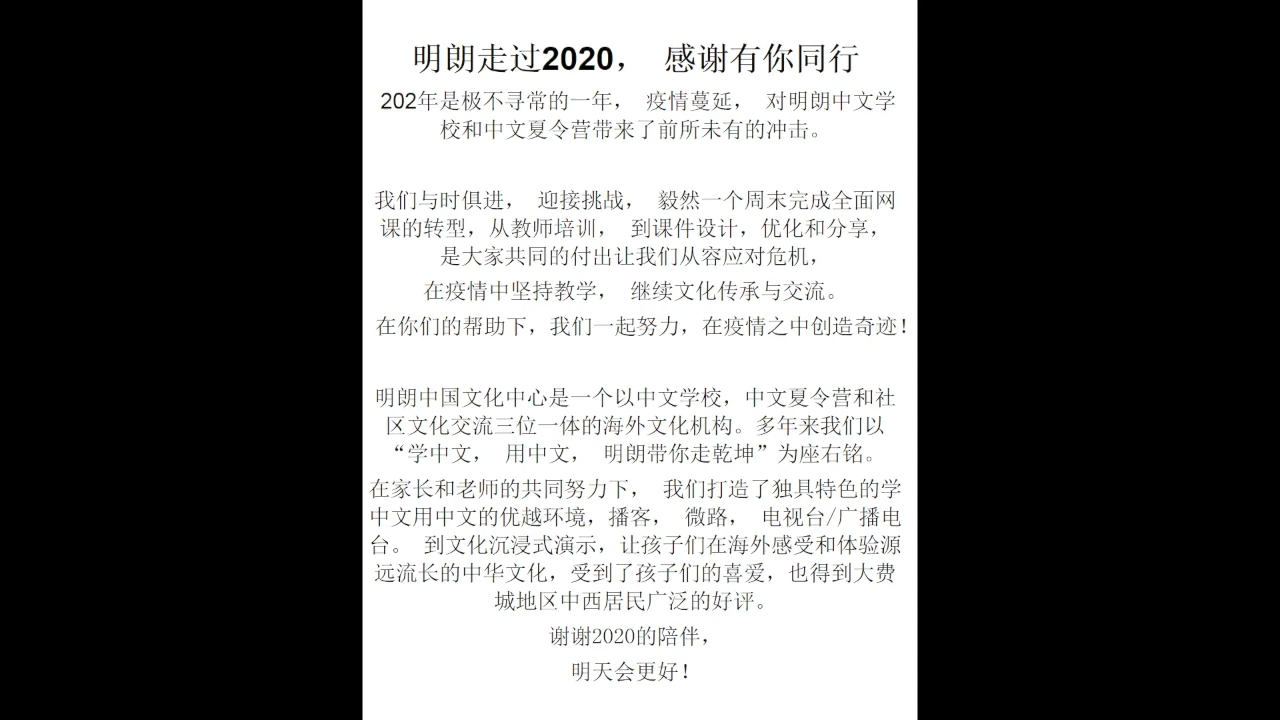 明朗走过2020， 感谢有你同行
202年是极不寻常的一年， 疫情蔓延， 对明朗中文学
校和中文夏令营带来了前所未有的冲击。
我们与时俱进， 迎接挑战， 毅然一个周末完成全面网
课的转型，从教师培训， 到课件设计，优化和分享，
是大家共同的付出让我们从容应对危机，
在疫情中坚持教学， 继续文化传承与交流。
在你们的帮助下，我们一起努力，在疫情之中创造奇迹！
明朗中国文化中心是一个以中文学校，中文夏令营和社
区文化交流三位一体的海外文化机构。多年来我们以
“学中文， 用中文， 明朗带你走乾坤”为座右铭。
在家长和老师的共同努力下， 我们打造了独具特色的学
中文用中文的优越环境，播客， 微路， 电视台/广播电
台。 到文化沉浸式演示，让孩子们在海外感受和体验源
远流长的中华文化，受到了孩子们的喜爱，也得到大费
城地区中西居民广泛的好评。
谢谢2020的陪伴，
明天会更好！